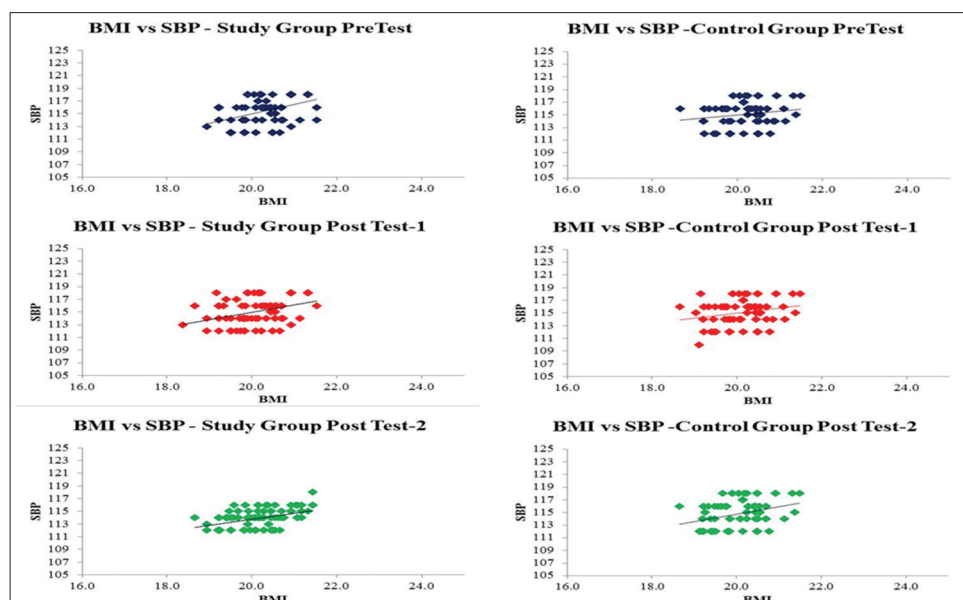 BMI vs SBP - Study Group PreTest
125
123
121
119
117
115
113
111
109
107
105
SBP
16.0 18.0 20.0 22.0 24.0
BMI
BMI vs SBP -Control Group PreTest
125
123
121
119
117
115
113
111
109
107
105
SBP
16.0 18.0 20.0 22.0 24.0
BMI
BMI vs SBP - Study Group Post Test-1
125
123
121
119
117
115
113
111
109
107
105
SBP
16.0 18.0 20.0 22.0 24.0
BMI
BMI vs SBP -Control Group Post Test-1
125
123
121
119
117
115
113
111
109
107
105
SBP
16.0 18.0 20.0 22.0 24.0
BMI
BMI vs SBP - Study Group Post Test-2
125
123
121
119
117
115
113
111
109
107
105
SBP
16.0 18.0 20.0 22.0 24.0
BMI
BMI vs SBP -Control Group Post Test-2
125
123
121
119
117
115
113
111
109
107
105
SBP
16.0 18.0 20.0 22.0 24.0
BMI